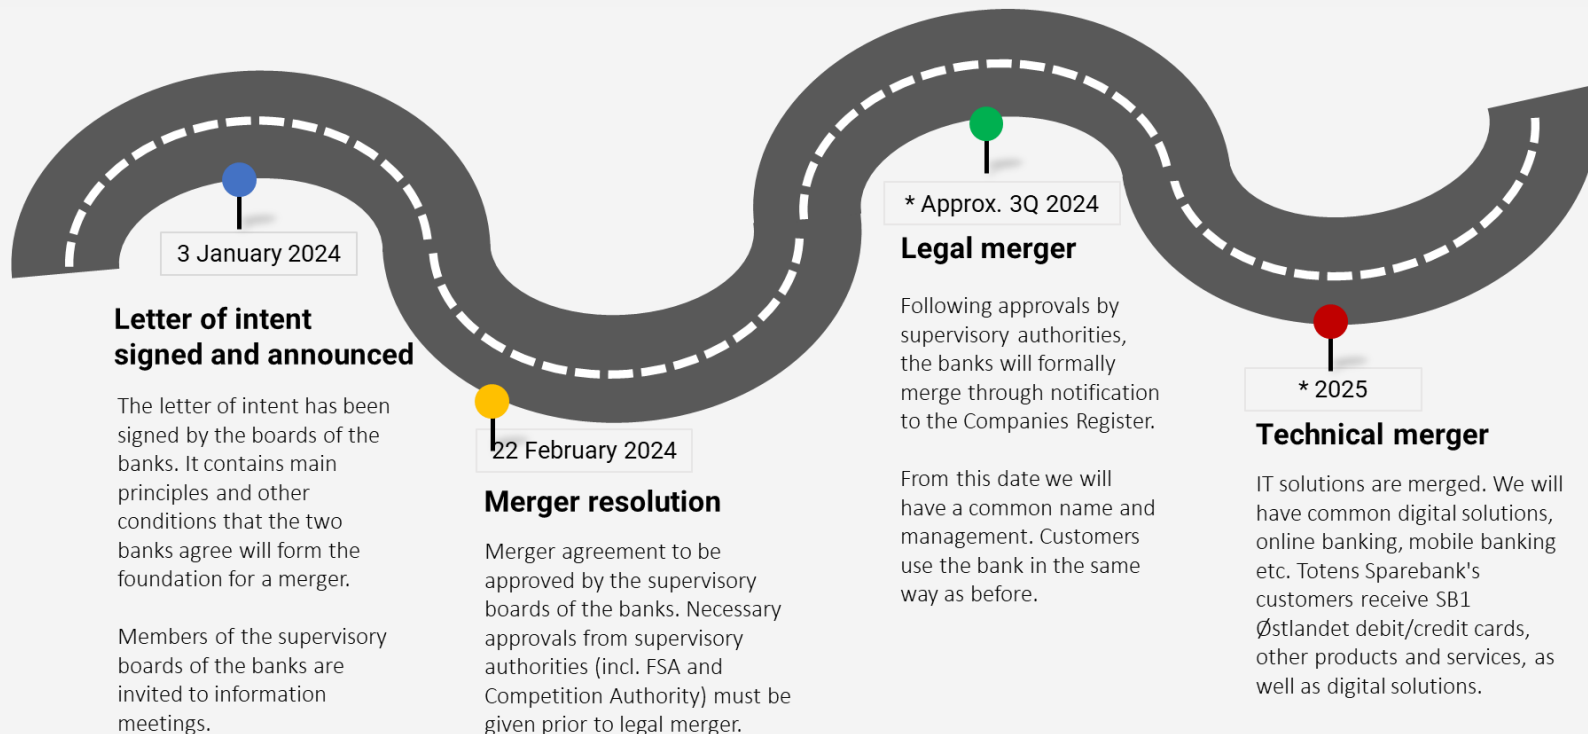 3 January 2024
Letter of intent
signed and announced
The letter of intent has been
signed by the boards of the
banks. It contains main
principles and other
conditions that the two
banks agree will form the
foundation for a merger.
Members of the supervisory
boards of the banks are
invited to information
meetings.
22 February 2024
Merger resolution
Merger agreement to be
approved by the supervisory
boards of the banks. Necessary
approvals from supervisory
authorities (incl. FSA and
Competition Authority) must be
given prior to legal merger.
* Approx. 3Q 2024
Legal merger
Following approvals by
supervisory authorities,
the banks will formally
merge through notification
to the Companies Register.
From this date we will
have a common name and
management. Customers
use the bank in the same
way as before.
* 2025
Technical merger
IT solutions are merged. We will
have common digital solutions,
online banking, mobile banking
etc. Totens Sparebank's
customers receive SB1
Østlandet debit/credit cards,
other products and services, as
well as digital solutions.